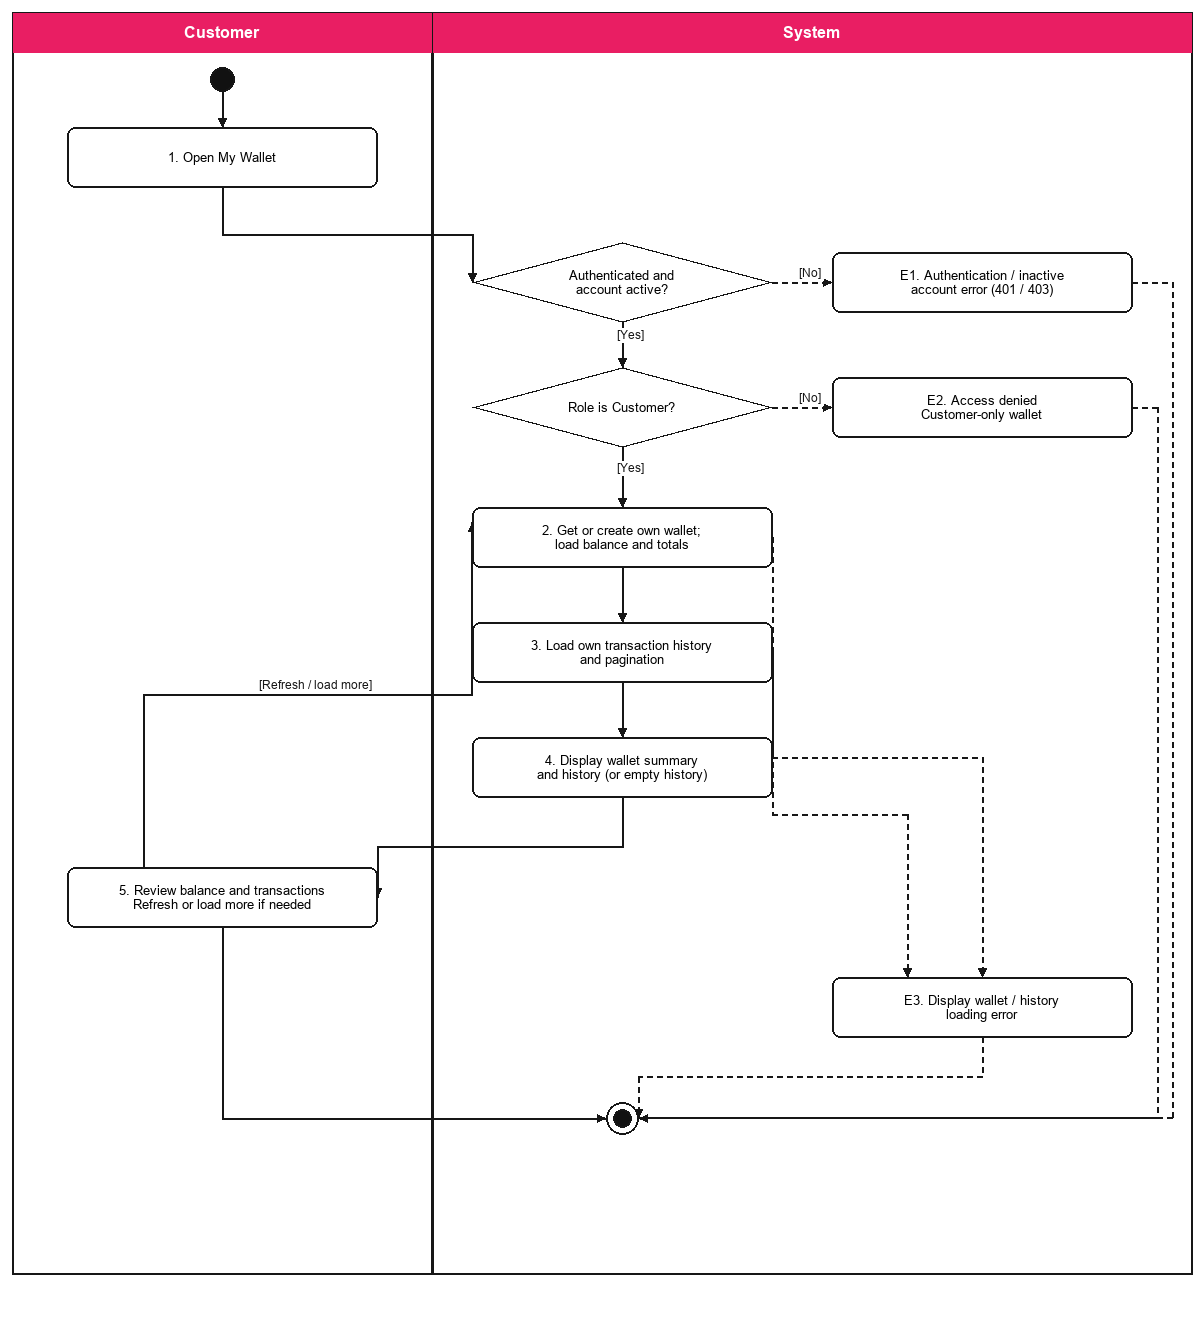 Customer
System
1. Open My Wallet
Authenticated and
account active?
[No]
E1. Authentication / inactive
account error (401 / 403)
[Yes]
Role is Customer?
[No]
E2. Access denied
Customer-only wallet
[Yes]
2. Get or create own wallet;
load balance and totals
3. Load own transaction history
and pagination
[Refresh / load more]
4. Display wallet summary
and history (or empty history)
5. Review balance and transactions
Refresh or load more if needed
E3. Display wallet / history
loading error